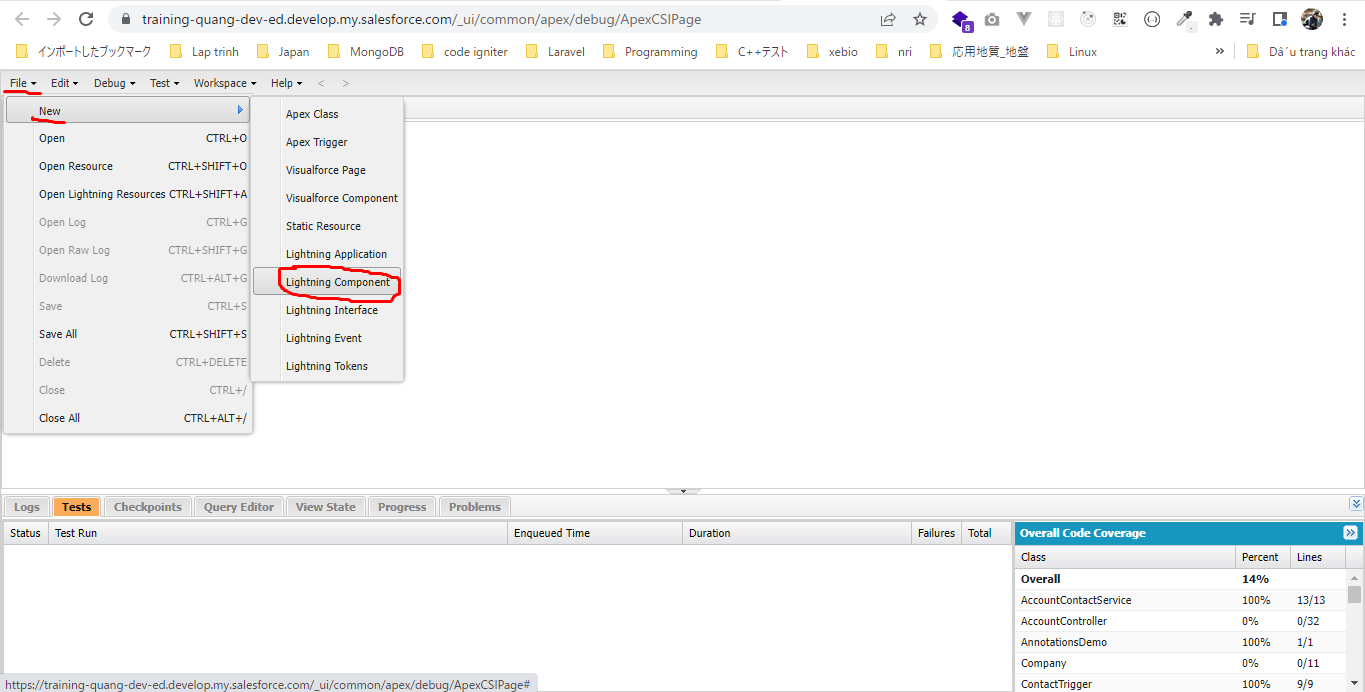 training-quang-dev-ed.develop.my.salesforce.com/_ui/common/apex/debug/ApexCSIPage
8
インポートしたブックマーク Lap trinh Japan MongoDB code igniter Laravel Programming C++テスト xebio nri 応用地質_地盤 Linux » Dấu trang khác
File Edit Debug Test Workspace Help < >
New
Open CTRL+O
Open Resource CTRL+SHIFT+O
Open Lightning Resources CTRL+SHIFT+A
Open Log CTRL+G
Open Raw Log CTRL+SHIFT+G
Download Log CTRL+ALT+G
Save CTRL+S
Save All CTRL+SHIFT+S
Delete CTRL+DELETE
Close CTRL+/
Close All CTRL+ALT+/
Apex Class
Apex Trigger
Visualforce Page
Visualforce Component
Static Resource
Lightning Application
Lightning Component
Lightning Interface
Lightning Event
Lightning Tokens
Logs Tests Checkpoints Query Editor View State Progress Problems
Status Test Run Enqueued Time Duration Failures Total
Overall Code Coverage
Class Percent Lines
Overall 14%
AccountContactService 100% 13/13
AccountController 0% 0/32
AnnotationsDemo 100% 1/1
Company 0% 0/11
ContactTrigger 100% 9/9
https://training-quang-dev-ed.develop.my.salesforce.com/_ui/common/apex/debug/ApexCSIPage#